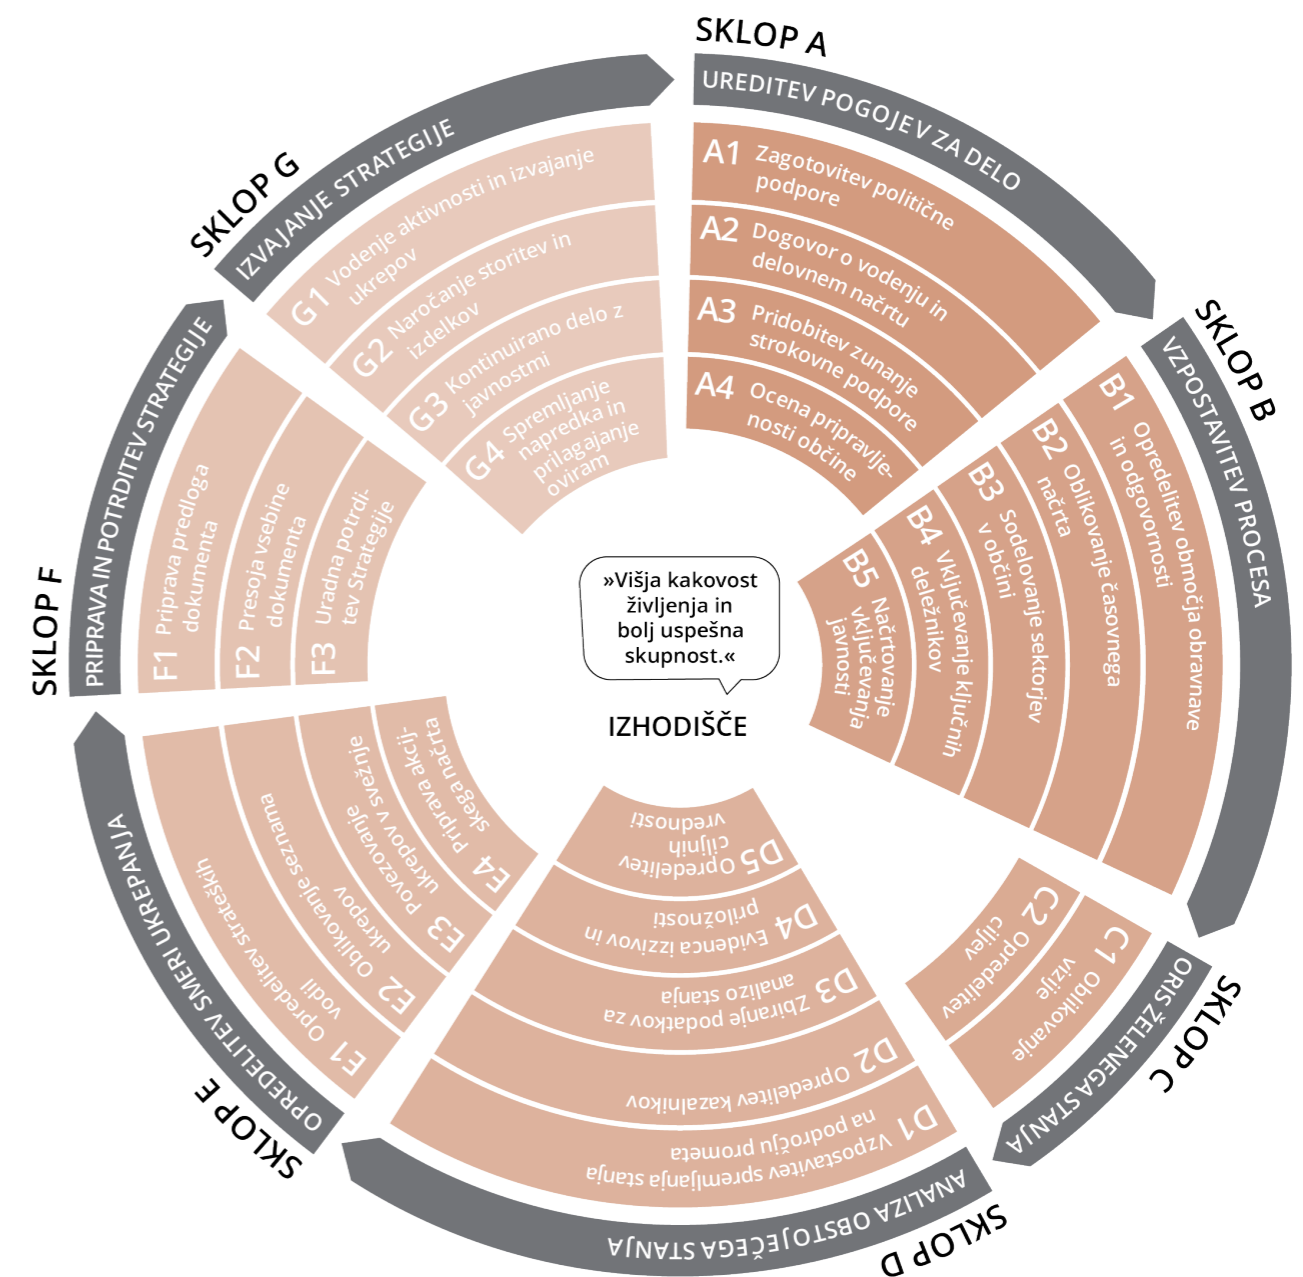 SKLOP A
UREDITEV POGOJEV ZA DELO
A1 Zagotovitev politične
podpore
A2 Dogovor o vodenju in
delovnem načrtu
A3 Pridobitev zunanje
strokovne podpore
A4 Ocena pripravlje-
nosti občine
SKLOP B
VZPOSTAVITEV PROCESA
B1 Opredelitev območja obravnave
in odgovornosti
B2 Oblikovanje časovnega
načrta
B3 Sodelovanje sektorjev
v občini
B4 Vključevanje ključnih
deležnikov
B5 Načrtovanje
vključevanja
javnosti
SKLOP C
ORIS ŽELENEGA STANJA
C1 Oblikovanje
vizije
C2 Opredelitev
ciljev
SKLOP D
ANALIZA OBSTOJEČEGA STANJA
D1 Vzpostavitev spremljanja stanja
na področju prometa
D2 Opredelitev kazalnikov
D3 Zbiranje podatkov za
analizo stanja
D4 Evidenca izzivov in
priložnosti
D5 Opredelitev
ciljnih
vrednosti
SKLOP E
OPREDELITEV SMERI UKREPANJA
E1 Opredelitev strateških
vodil
E2 Oblikovanje seznama
ukrepov
E3 Povezovanje
ukrepov v svežnje
E4 Priprava akcij-
skega načrta
SKLOP F
PRIPRAVA IN POTRDITEV STRATEGIJE
F1 Priprava predloga
dokumenta
F2 Presoja vsebine
dokumenta
F3 Uradna potrdi-
tev Strategije
SKLOP G
IZVAJANJE STRATEGIJE
G1 Vodenje aktivnosti in izvajanje
ukrepov
G2 Naročanje storitev in
izdelkov
G3 Kontinuirano delo z
javnostmi
G4 Spremljanje
napredka in
prilagajanje
oviram
»Višja kakovost
življenja in
bolj uspešna
skupnost.«
IZHODIŠČE